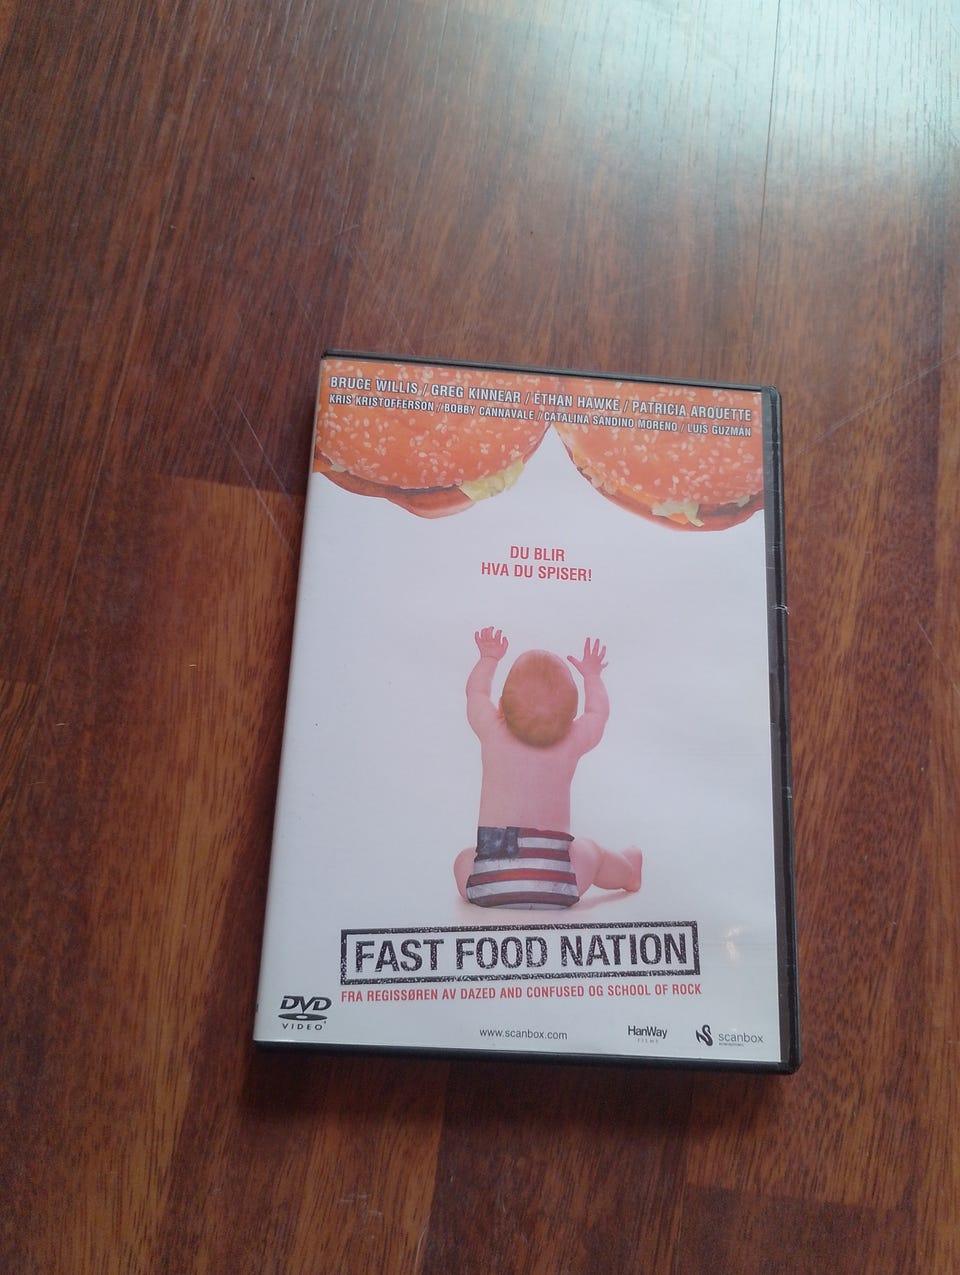 BRUCE WILLIS / GREG KINNEAR / ETHAN HAWKE / PATRICIA ARQUETTE
KRIS KRISTOFFERSON / BOBBY CANNAVALE / CATALINA SANDINO MORENO / LUIS GUZMAN
DU BLIR
HVA DU SPISER!
FAST FOOD NATION
FRA REGISSØREN AV DAZED AND CONFUSED OG SCHOOL OF ROCK
DVD
VIDEO
www.scanbox.com
HanWay
FILMS
scanbox